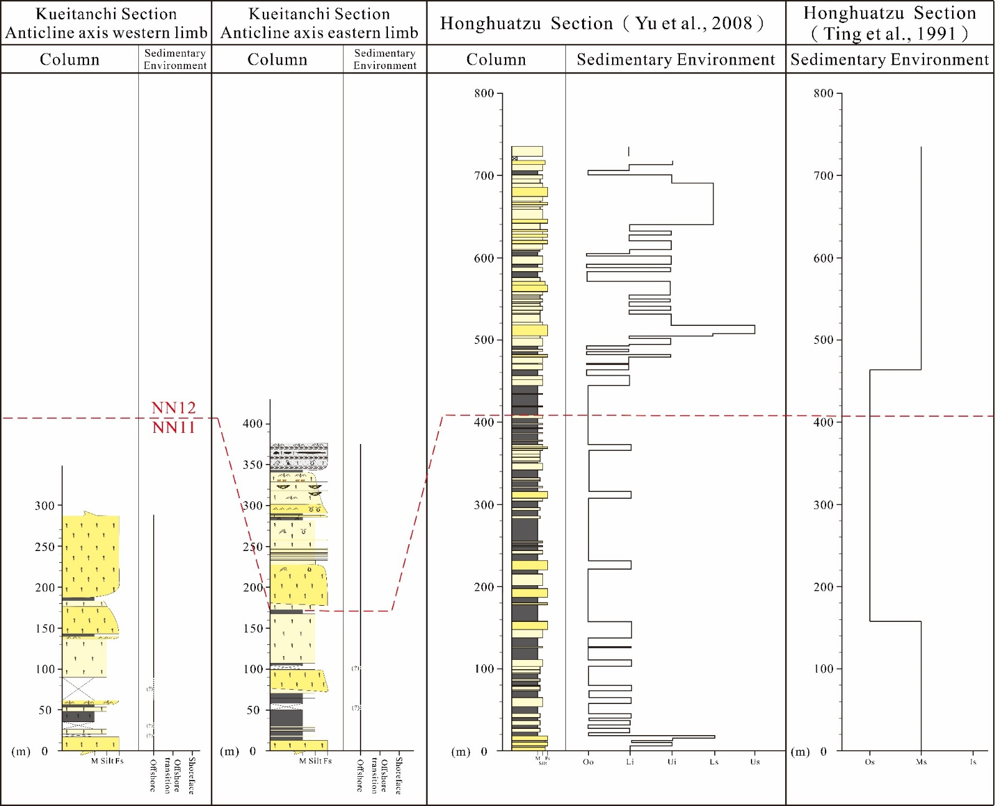 Kueitanchi Section
Anticline axis western limb
Kueitanchi Section
Anticline axis eastern limb
Honghuatzu Section ( Yu et al., 2008 )
Honghuatzu Section
( Ting et al., 1991 )
Column
Sedimentary
Environment
Column
Sedimentary
Environment
Column
Sedimentary Environment
Sedimentary Environment
NN12
NN11
300
250
200
150
100
50
(m) 0
M Silt Fs
(?)
(?)
(?)
Offshore
Offshore
transition
Shoreface
400
350
300
250
200
150
100
50
(m) 0
M Silt Fs
(?)
(?)
Offshore
Offshore
transition
Shoreface
800
700
600
500
400
300
200
100
(m) 0
M Fs
Silt
Oo Li Ui Ls Us
800
700
600
500
400
300
200
100
(m) 0
Os Ms Is